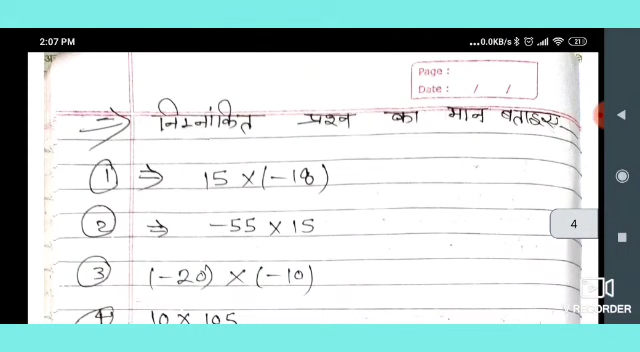 2:07 PM
...0.0KB/s 21
Page :
Date : / /
=> निम्नांकित प्रश्न का मान बताइए
① => 15 × (-18)
② => -55 × 15
③ (-20) × (-10)
④ 10 × 105
4
V RECORDER